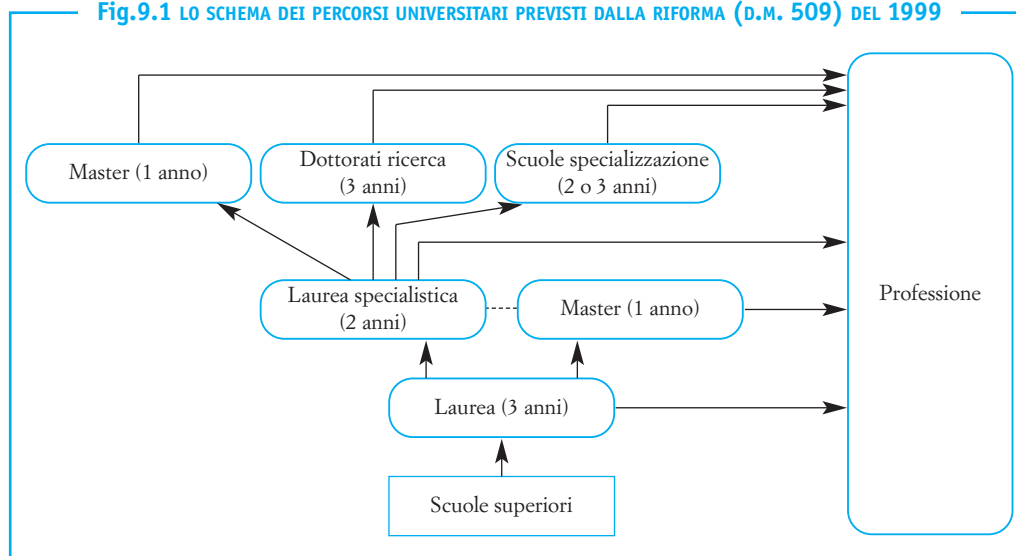 Fig.9.1 LO SCHEMA DEI PERCORSI UNIVERSITARI PREVISTI DALLA RIFORMA (D.M. 509) DEL 1999
Master (1 anno)
Dottorati ricerca
(3 anni)
Scuole specializzazione
(2 o 3 anni)
Laurea specialistica
(2 anni)
Master (1 anno)
Professione
Laurea (3 anni)
Scuole superiori